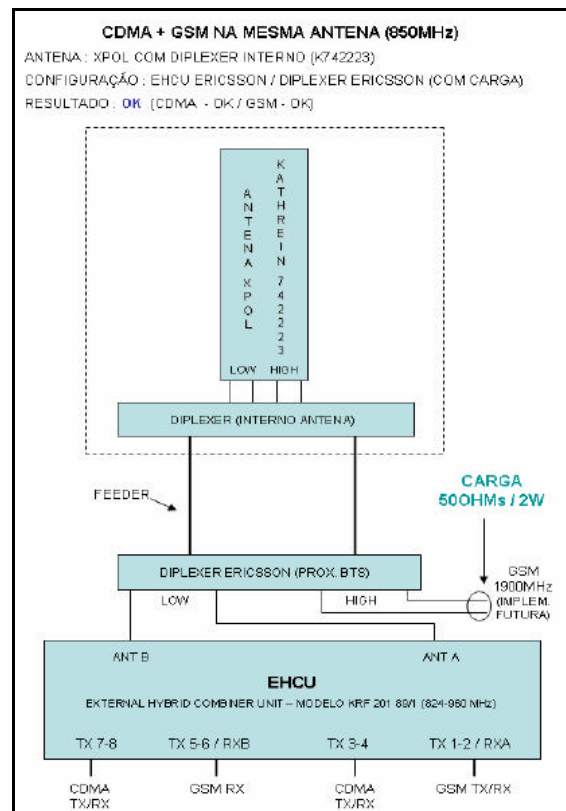 CDMA + GSM NA MESMA ANTENA (850MHz)
ANTENA : XPOL COM DIPLEXER INTERNO (K742223)
CONFIGURAÇÃO : EHCU ERICSSON / DIPLEXER ERICSSON (COM CARGA)
RESULTADO : OK (CDMA - OK / GSM - OK)
ANTENA XPOL
KATHREIN 742223
LOW HIGH
DIPLEXER (INTERNO ANTENA)
FEEDER
CARGA
50OHMs / 2W
DIPLEXER ERICSSON (PROX. BTS)
LOW HIGH
GSM
1900MHz
(IMPLEM.
FUTURA)
ANT B ANT A
EHCU
EXTERNAL HYBRID COMBINER UNIT – MODELO KRF 201 89/1 (824-960 MHz)
TX 7-8 TX 5-6 / RXB TX 3-4 TX 1-2 / RXA
CDMA GSM RX CDMA GSM TX/RX
TX/RX TX/RX